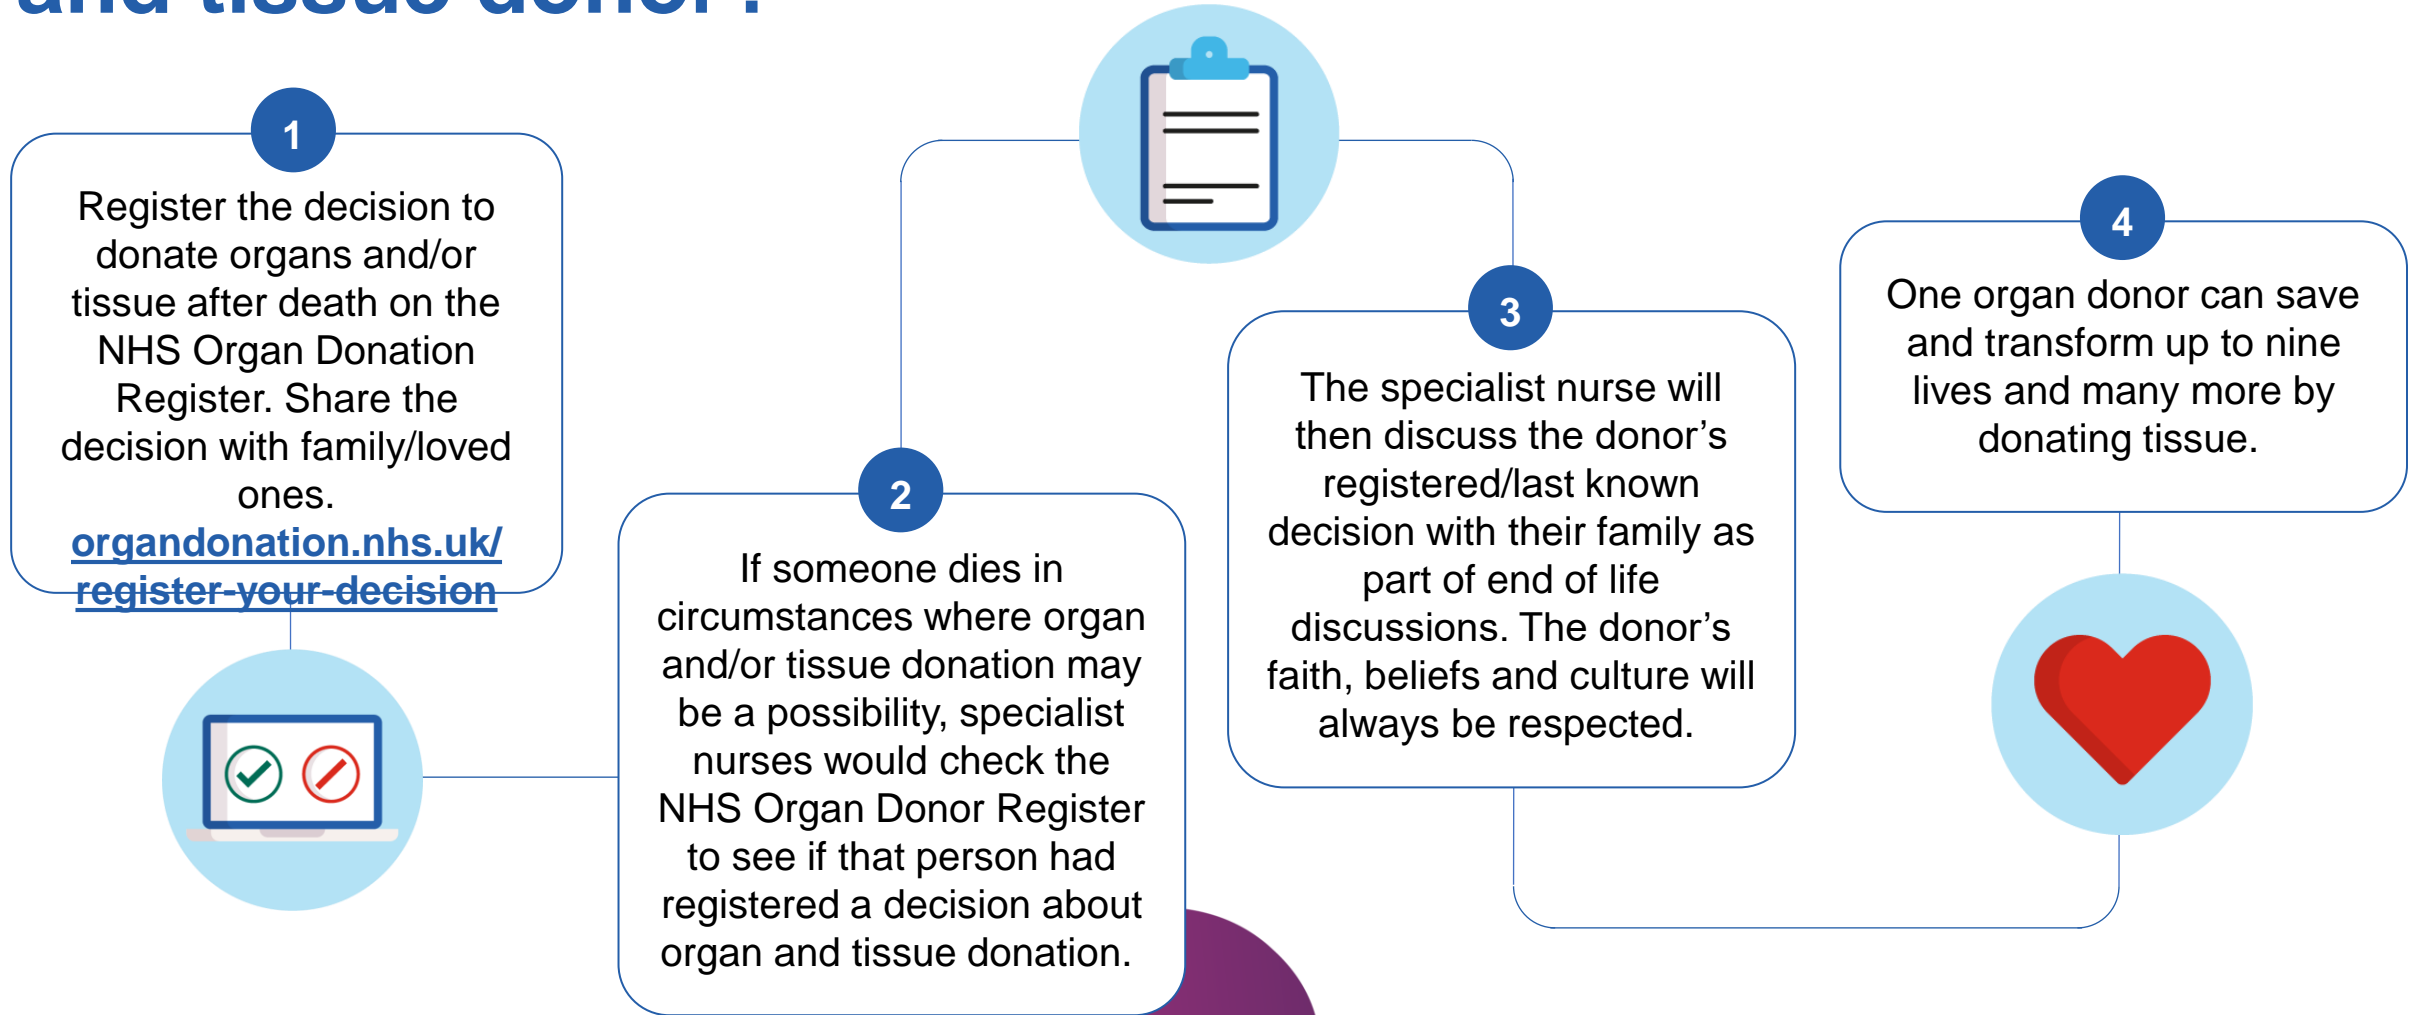 and tissue donor?
1
Register the decision to
donate organs and/or
tissue after death on the
NHS Organ Donation
Register. Share the
decision with family/loved
ones.
organdonation.nhs.uk/
register-your-decision
2
If someone dies in
circumstances where organ
and/or tissue donation may
be a possibility, specialist
nurses would check the
NHS Organ Donor Register
to see if that person had
registered a decision about
organ and tissue donation.
3
The specialist nurse will
then discuss the donor’s
registered/last known
decision with their family as
part of end of life
discussions. The donor’s
faith, beliefs and culture will
always be respected.
4
One organ donor can save
and transform up to nine
lives and many more by
donating tissue.